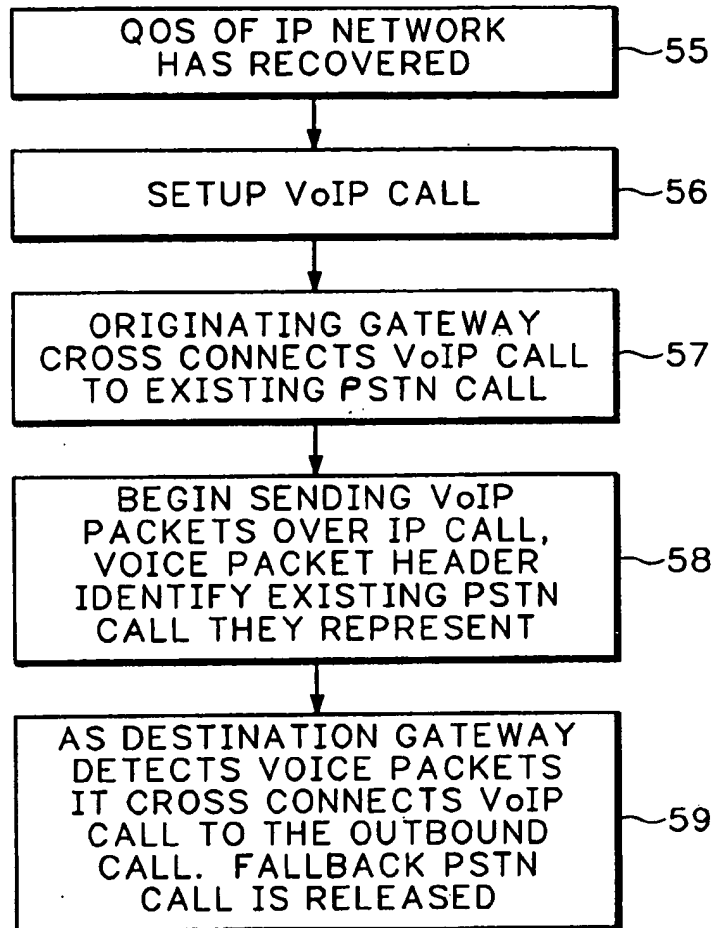 QOS OF IP NETWORK
HAS RECOVERED
55
SETUP VoIP CALL
56
ORIGINATING GATEWAY
CROSS CONNECTS VoIP CALL
TO EXISTING PSTN CALL
57
BEGIN SENDING VoIP
PACKETS OVER IP CALL,
VOICE PACKET HEADER
IDENTIFY EXISTING PSTN
CALL THEY REPRESENT
58
AS DESTINATION GATEWAY
DETECTS VOICE PACKETS
IT CROSS CONNECTS VoIP
CALL TO THE OUTBOUND
CALL. FALLBACK PSTN
CALL IS RELEASED
59